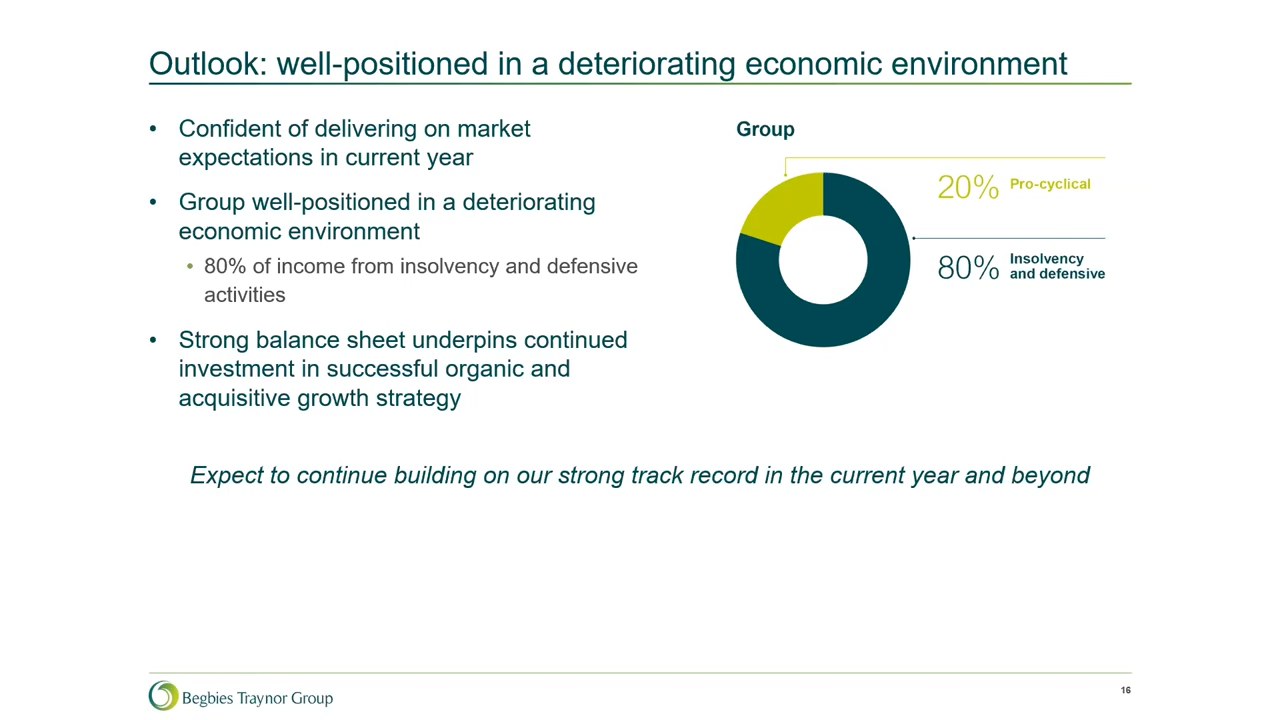 Outlook: well-positioned in a deteriorating economic environment
• Confident of delivering on market
expectations in current year
• Group well-positioned in a deteriorating
economic environment
• 80% of income from insolvency and defensive
activities
• Strong balance sheet underpins continued
investment in successful organic and
acquisitive growth strategy
Group
20% Pro-cyclical
80% Insolvency
and defensive
Expect to continue building on our strong track record in the current year and beyond
Begbies Traynor Group
16